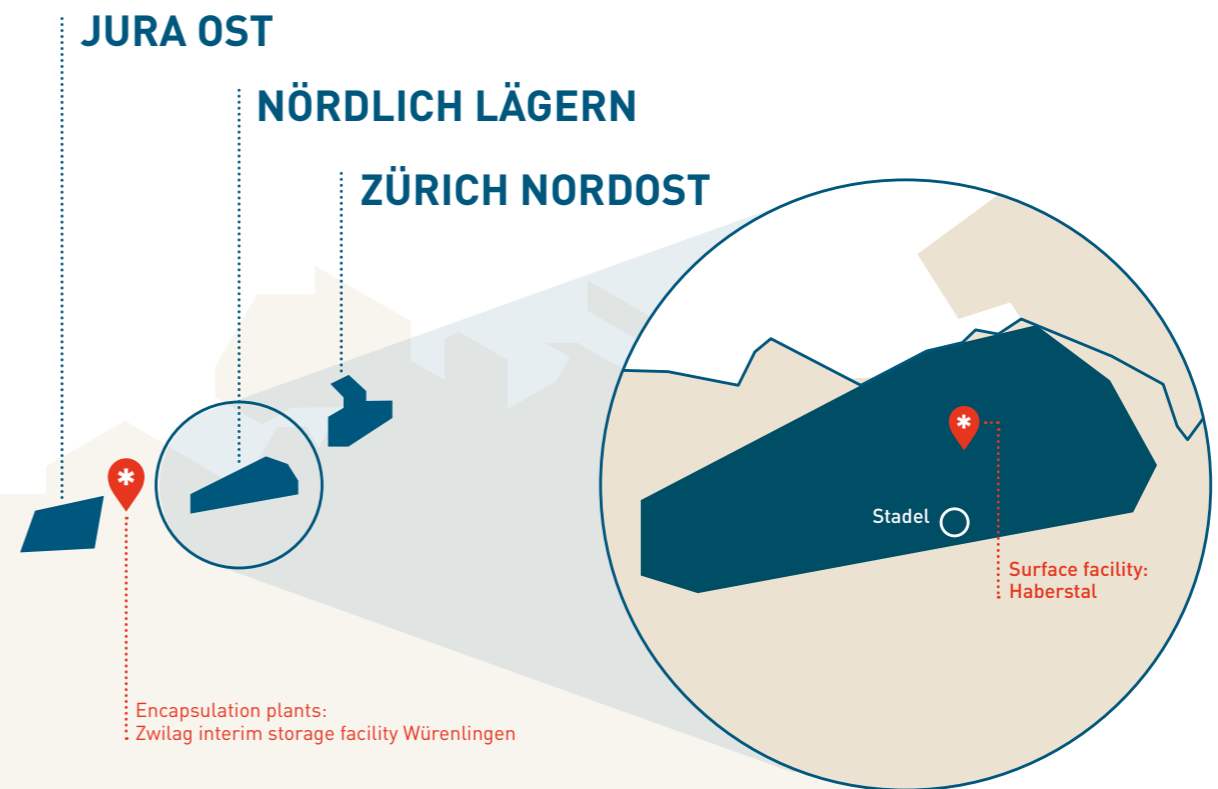 JURA OST
NÖRDLICH LÄGERN
ZÜRICH NORDOST
Stadel
Surface facility:
Haberstal
Encapsulation plants:
Zwilag interim storage facility Würenlingen